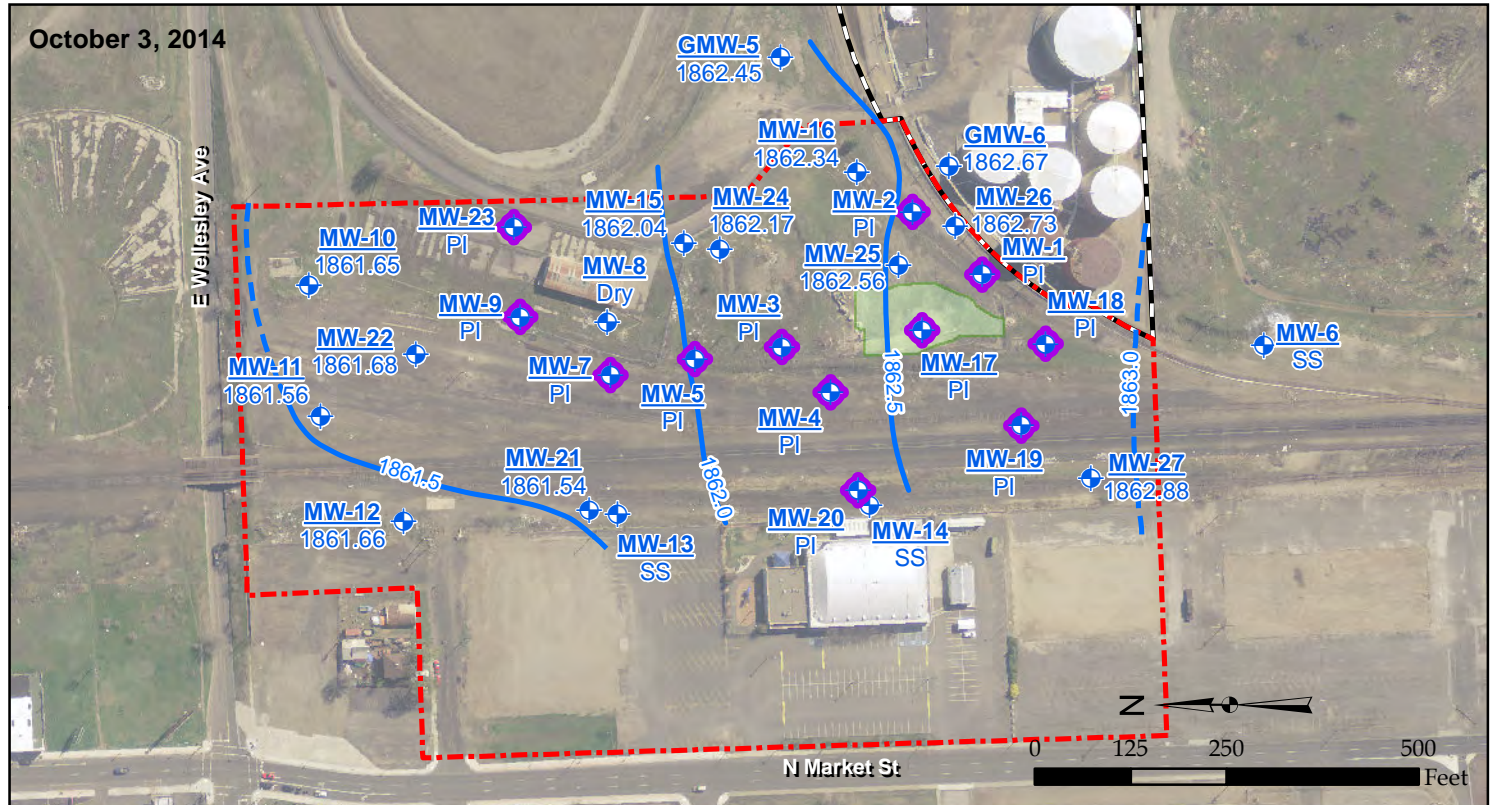 October 3, 2014
GMW-5
1862.45
MW-16
1862.34
GMW-6
1862.67
MW-15
1862.04
MW-24
1862.17
MW-2
PI
MW-26
1862.73
MW-23
PI
MW-10
1861.65
MW-8
Dry
MW-25
1862.56
MW-1
PI
E Wellesley Ave
MW-9
PI
MW-3
PI
MW-18
PI
MW-6
SS
MW-22
1861.68
MW-11
1861.56
MW-7
PI
MW-5
PI
MW-17
PI
1862.5
1863.0
MW-4
PI
MW-21
1861.54
1861.5
1862.0
MW-19
PI
MW-27
1862.88
MW-12
1861.66
MW-13
SS
MW-20
PI
MW-14
SS
N
0 125 250 500
Feet
N Market St